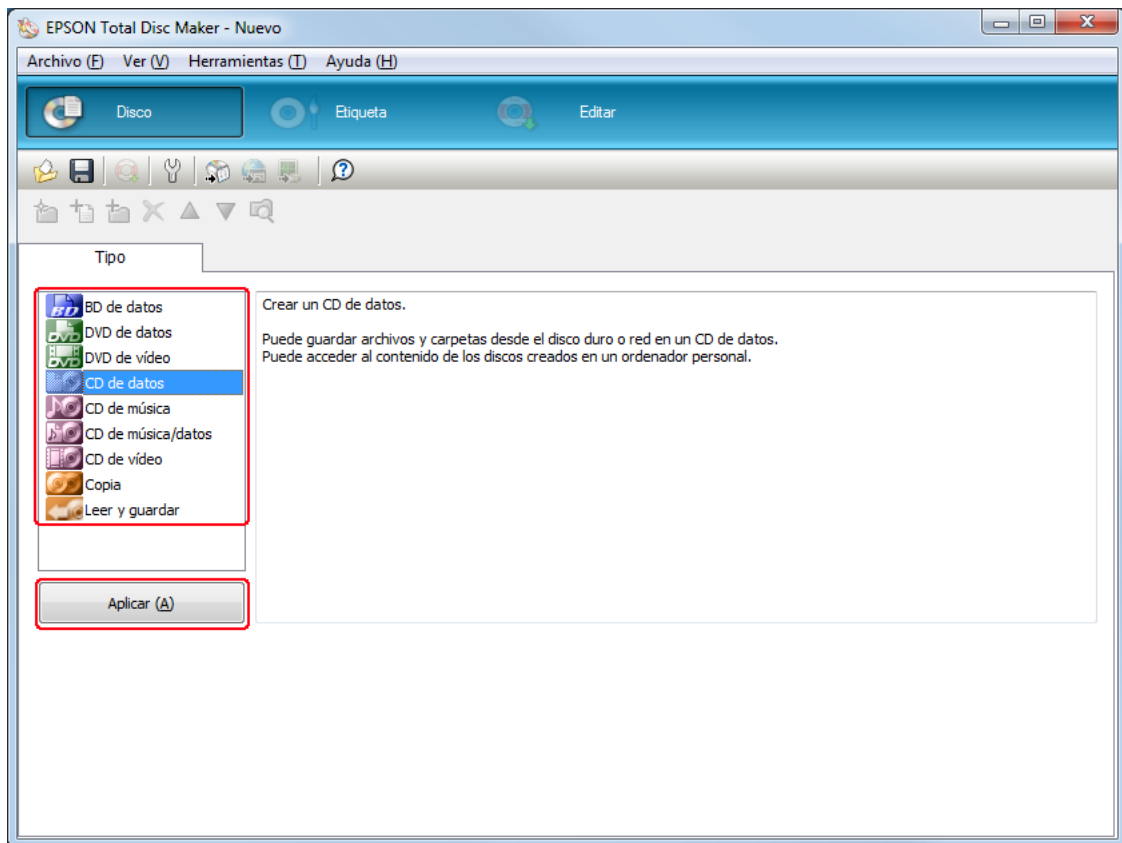 EPSON Total Disc Maker - Nuevo
Archivo (F) Ver (V) Herramientas (T) Ayuda (H)
Disco Etiqueta Editar
Tipo
BD BD de datos
DVD DVD de datos
DVD DVD de vídeo
CD de datos
CD de música
CD de música/datos
CD de vídeo
Copia
Leer y guardar
Aplicar (A)
Crear un CD de datos.
Puede guardar archivos y carpetas desde el disco duro o red en un CD de datos.
Puede acceder al contenido de los discos creados en un ordenador personal.